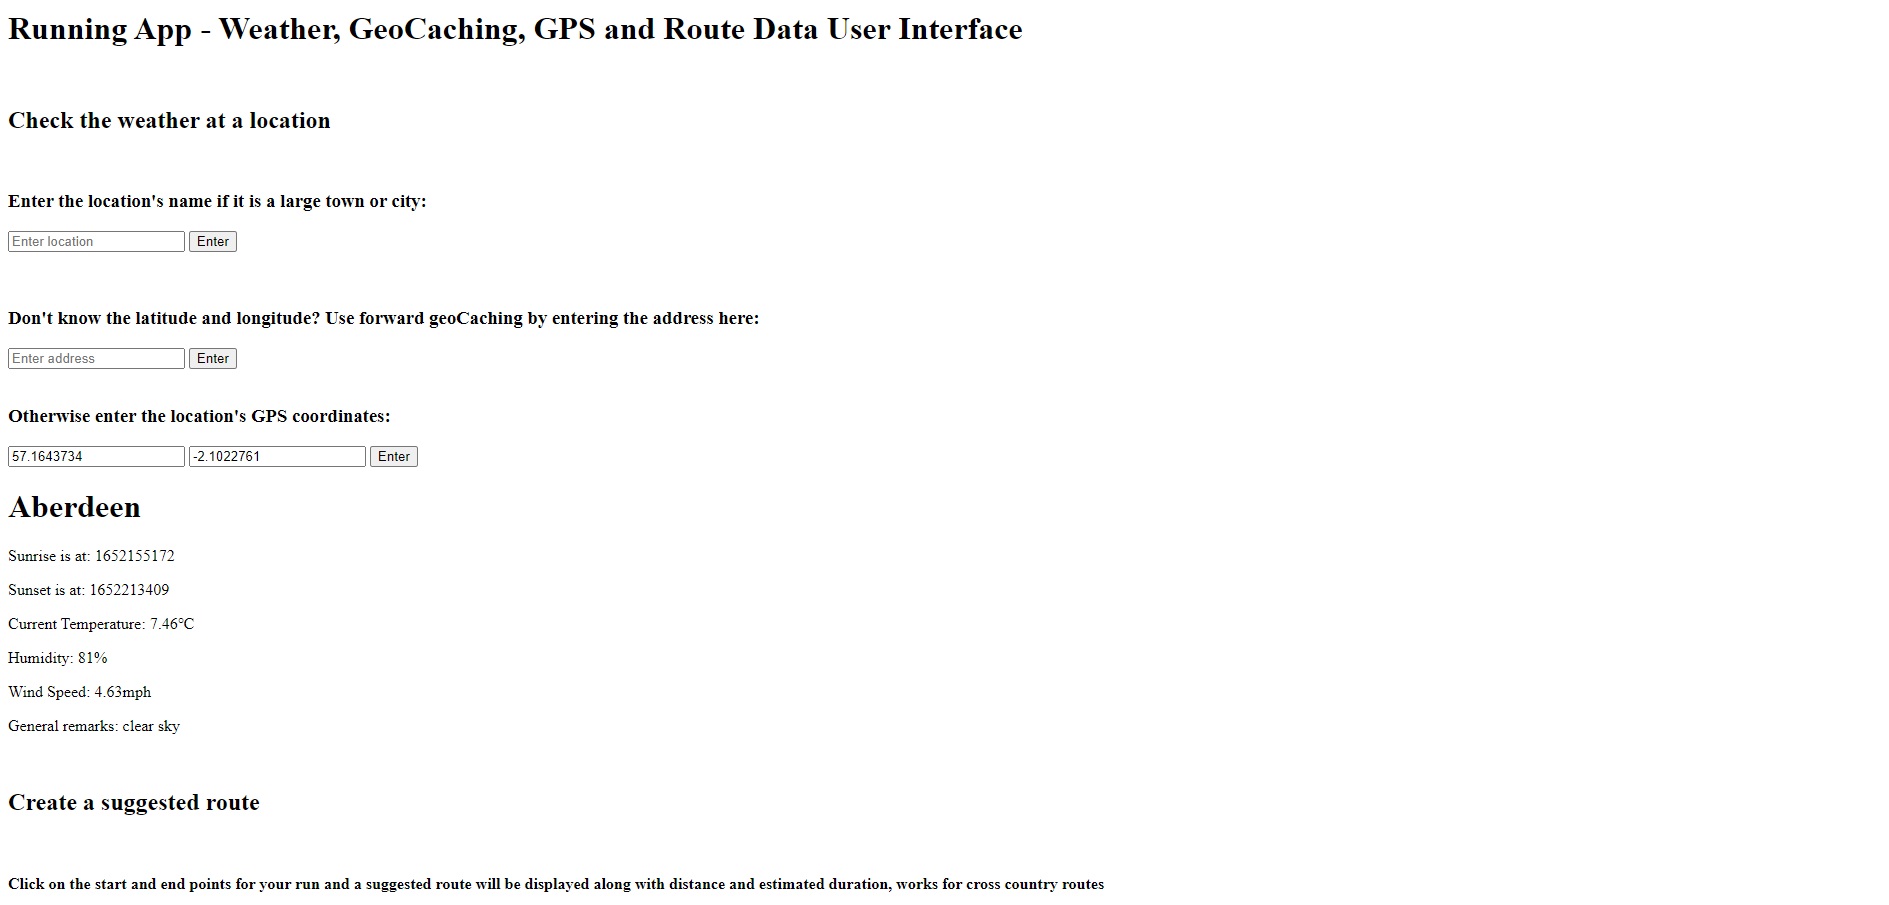 Running App - Weather, GeoCaching, GPS and Route Data User Interface
Check the weather at a location
Enter the location's name if it is a large town or city:
Enter location Enter
Don't know the latitude and longitude? Use forward geoCaching by entering the address here:
Enter address Enter
Otherwise enter the location's GPS coordinates:
57.1643734 -2.1022761 Enter
Aberdeen
Sunrise is at: 1652155172
Sunset is at: 1652213409
Current Temperature: 7.46°C
Humidity: 81%
Wind Speed: 4.63mph
General remarks: clear sky
Create a suggested route
Click on the start and end points for your run and a suggested route will be displayed along with distance and estimated duration, works for cross country routes